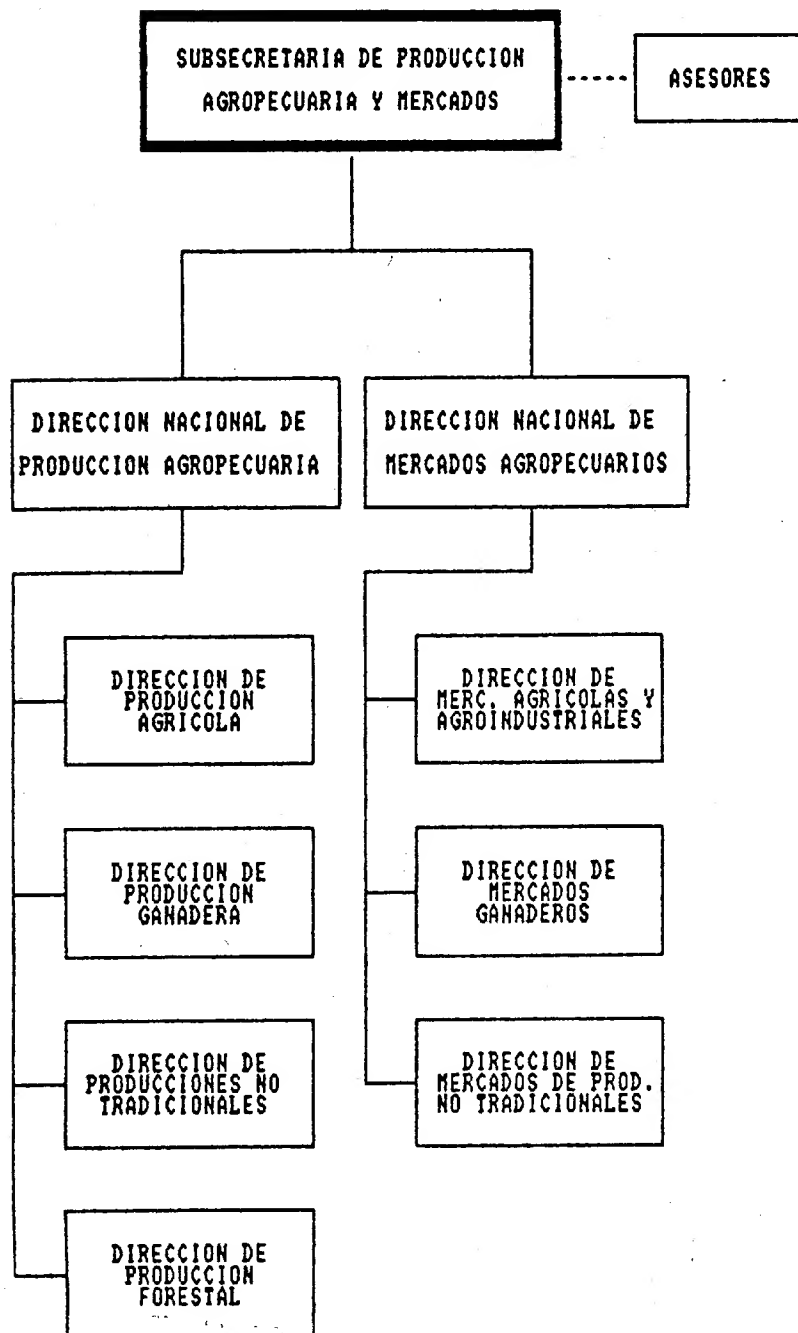 SUBSECRETARIA DE PRODUCCION
AGROPECUARIA Y MERCADOS
ASESORES
DIRECCION NACIONAL DE
PRODUCCION AGROPECUARIA
DIRECCION NACIONAL DE
MERCADOS AGROPECUARIOS
DIRECCION DE
PRODUCCION
AGRICOLA
DIRECCION DE
PRODUCCION
GANADERA
DIRECCION DE
PRODUCCIONES NO
TRADICIONALES
DIRECCION DE
PRODUCCION
FORESTAL
DIRECCION DE
MERC. AGRICOLAS Y
AGROINDUSTRIALES
DIRECCION DE
MERCADOS
GANADEROS
DIRECCION DE
MERCADOS DE PROD.
NO TRADICIONALES